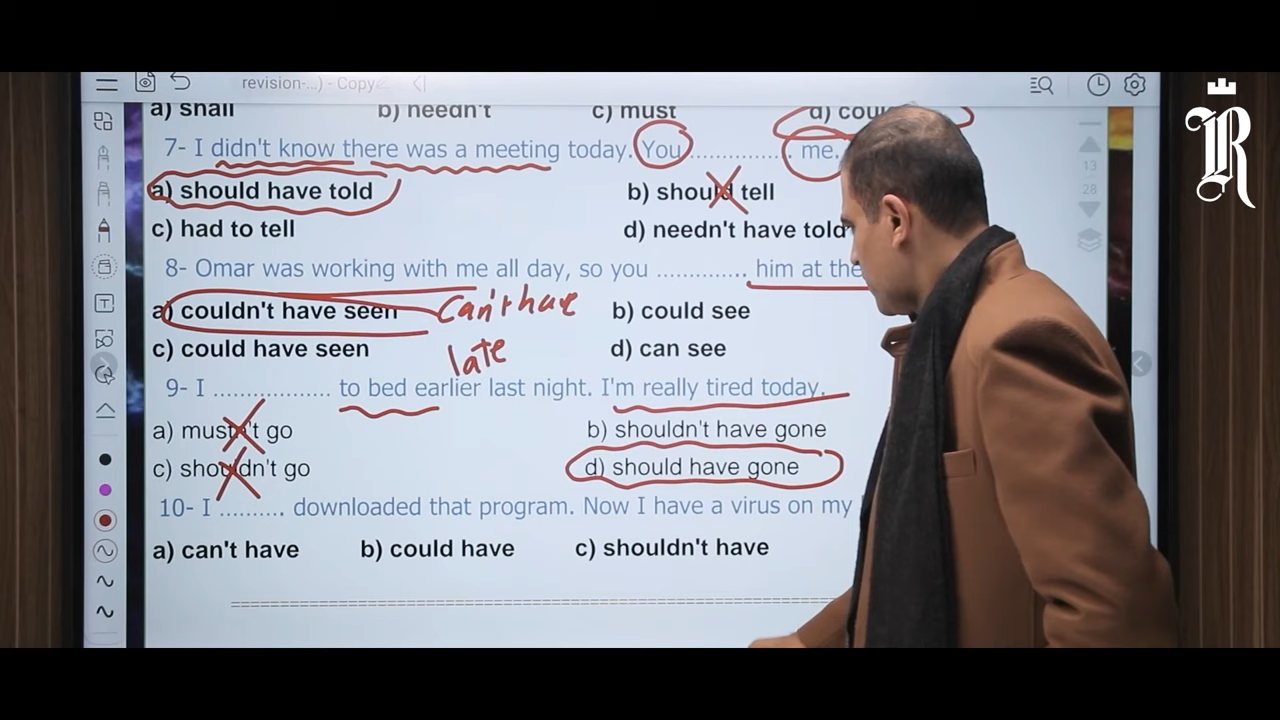 revision-...) - Copy
a) shall b) needn't c) must d) coul
7- I didn't know there was a meeting today. You .............. me.
a) should have told b) should tell
c) had to tell d) needn't have told
8- Omar was working with me all day, so you .............. him at the
a) couldn't have seen can't have b) could see
c) could have seen late d) can see
9- I .................. to bed earlier last night. I'm really tired today.
a) mustn't go b) shouldn't have gone
c) shouldn't go d) should have gone
10- I .......... downloaded that program. Now I have a virus on my
a) can't have b) could have c) shouldn't have
13
28
R
T